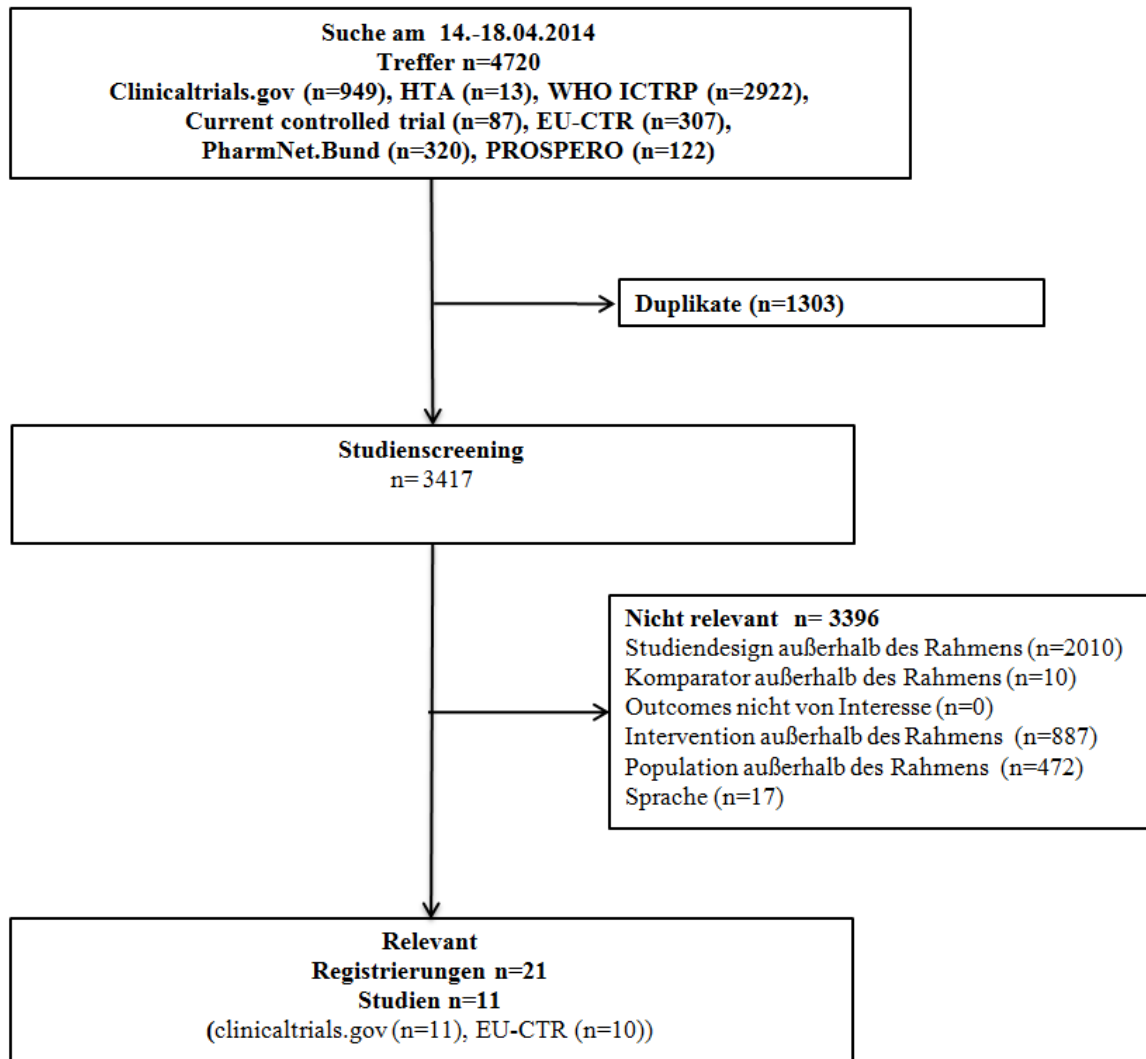 Suche am 14.-18.04.2014
Treffer n=4720
Clinicaltrials.gov (n=949), HTA (n=13), WHO ICTRP (n=2922),
Current controlled trial (n=87), EU-CTR (n=307),
PharmNet.Bund (n=320), PROSPERO (n=122)
Duplikate (n=1303)
Studienscreening
n= 3417
Nicht relevant n= 3396
Studiendesign außerhalb des Rahmens (n=2010)
Komparator außerhalb des Rahmens (n=10)
Outcomes nicht von Interesse (n=0)
Intervention außerhalb des Rahmens (n=887)
Population außerhalb des Rahmens (n=472)
Sprache (n=17)
Relevant
Registrierungen n=21
Studien n=11
(clinicaltrials.gov (n=11), EU-CTR (n=10))